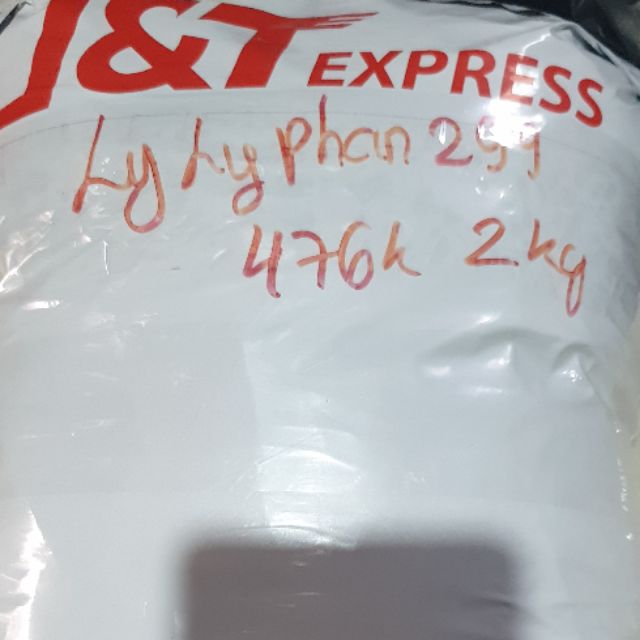 J&T EXPRESS
Ly Ly phan 299
476k 2kg